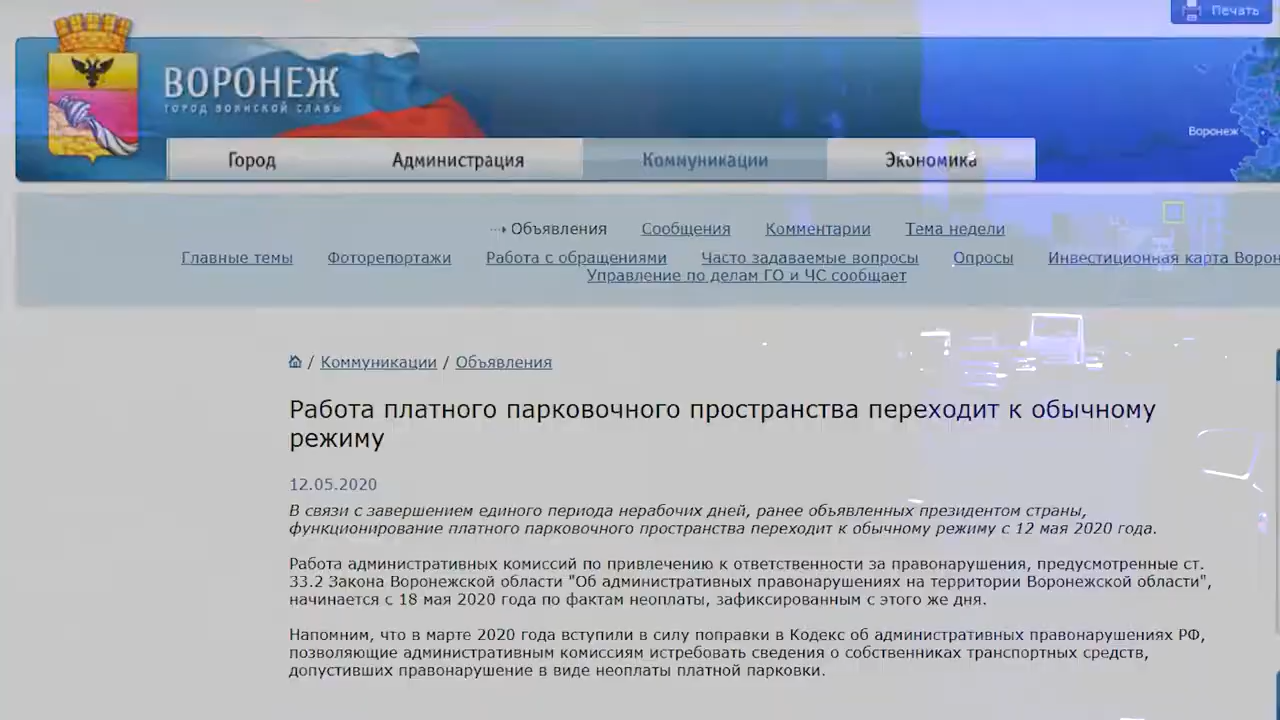 Печать
ВОРОНЕЖ
ГОРОД ВОИНСКОЙ СЛАВЫ
Воронеж
Город Администрация Коммуникации Экономика
Объявления Сообщения Комментарии Тема недели
Главные темы Фоторепортажи Работа с обращениями Часто задаваемые вопросы Опросы Инвестиционная карта Ворон
Управление по делам ГО и ЧС сообщает
/ Коммуникации / Объявления
Работа платного парковочного пространства переходит к обычному
режиму
12.05.2020
В связи с завершением единого периода нерабочих дней, ранее объявленных президентом страны,
функционирование платного парковочного пространства переходит к обычному режиму с 12 мая 2020 года.
Работа административных комиссий по привлечению к ответственности за правонарушения, предусмотренные ст.
33.2 Закона Воронежской области "Об административных правонарушениях на территории Воронежской области",
начинается с 18 мая 2020 года по фактам неоплаты, зафиксированным с этого же дня.
Напомним, что в марте 2020 года вступили в силу поправки в Кодекс об административных правонарушениях РФ,
позволяющие административным комиссиям истребовать сведения о собственниках транспортных средств,
допустивших правонарушение в виде неоплаты платной парковки.